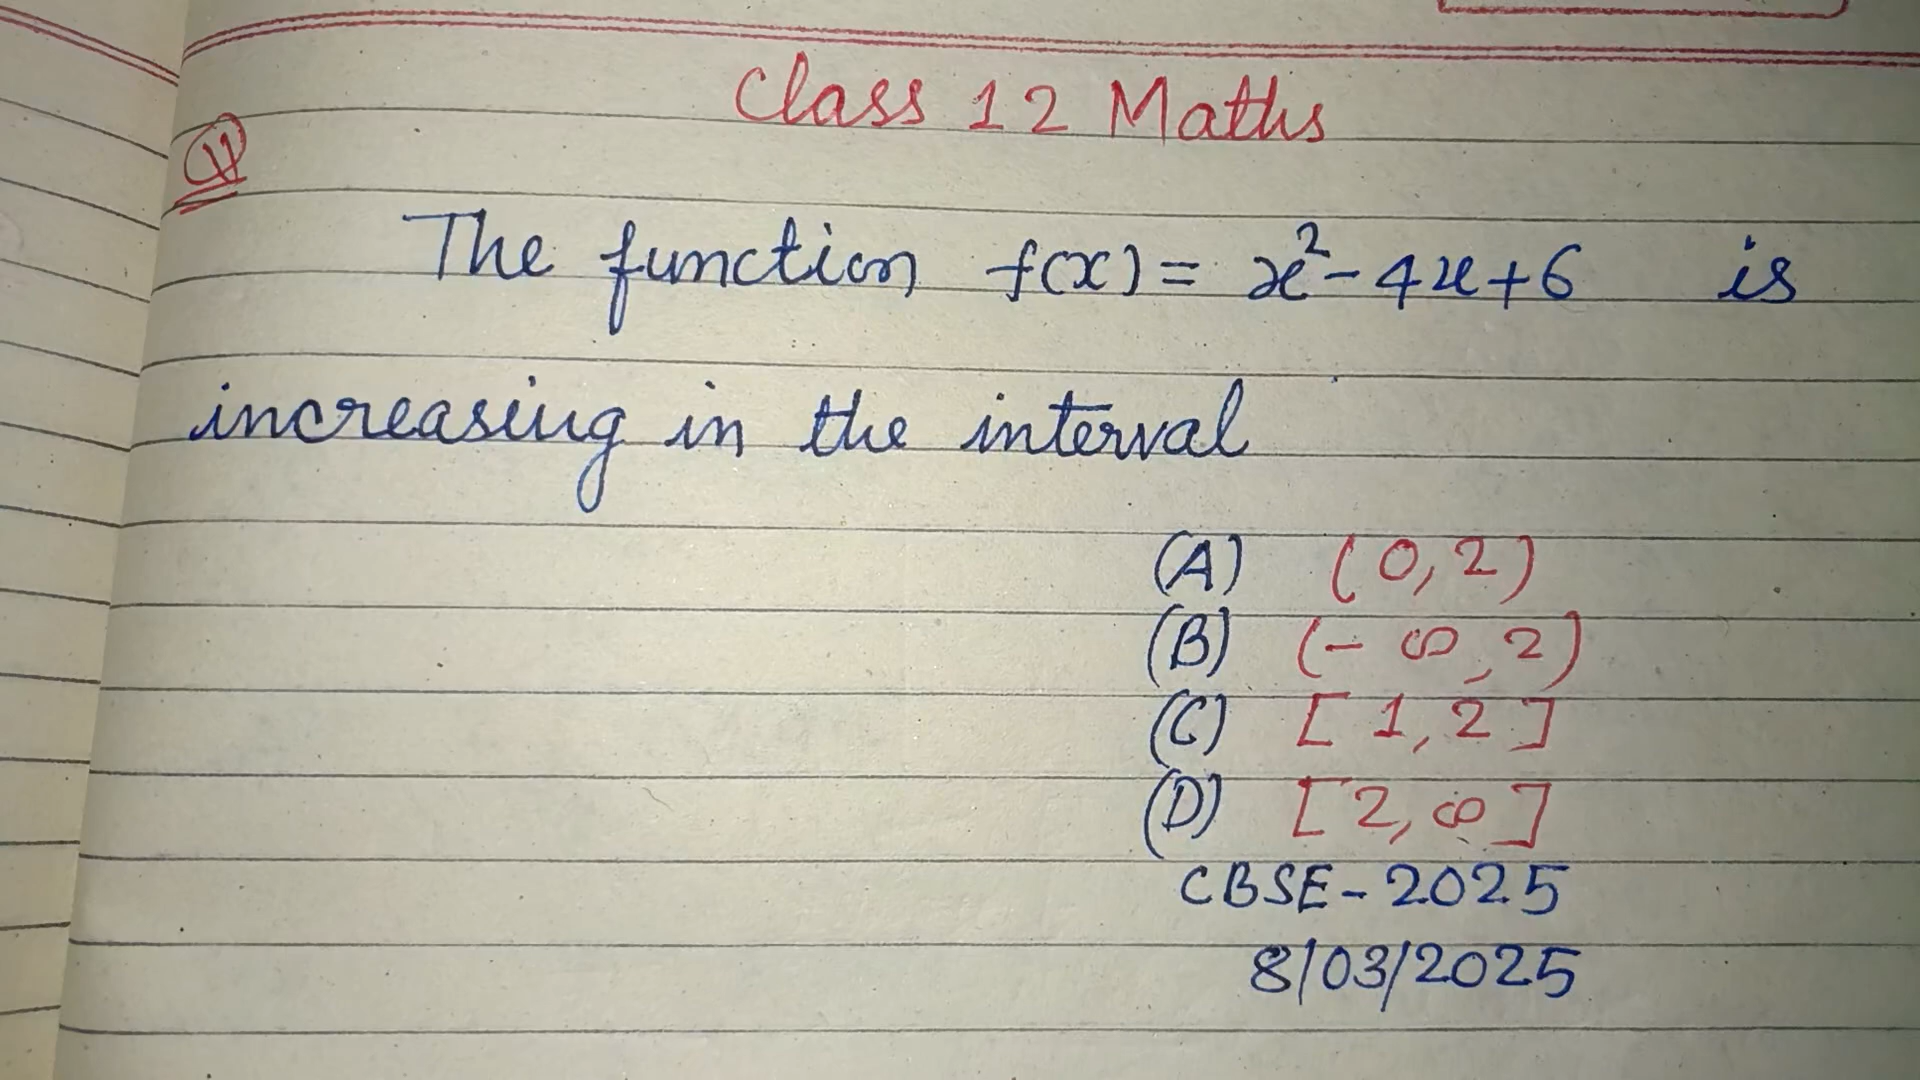 Class 12 Maths
Q
The function f(x) = x² - 4x + 6 is
increasing in the interval
(A) (0, 2)
(B) (- ∞, 2)
(C) [1, 2]
(D) [2, ∞]
CBSE - 2025
8/03/2025